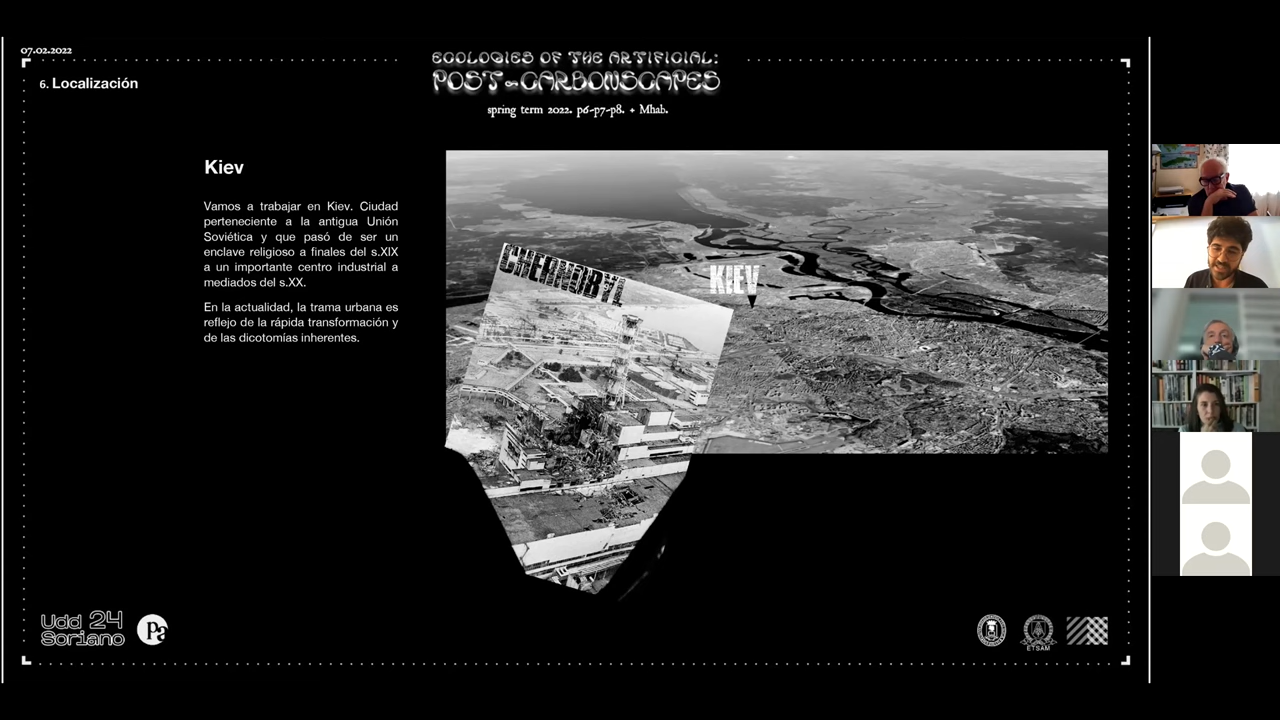 07.02.2022
ECOLOGIES OF THE ARTIFICIAL:
POST-CARBONSCAPES
spring term 2022. p6-p7-p8. + Mhab.
6. Localización
Kiev
Vamos a trabajar en Kiev. Ciudad
perteneciente a la antigua Unión
Soviética y que pasó de ser un
enclave religioso a finales del s.XIX
a un importante centro industrial a
mediados del s.XX.
En la actualidad, la trama urbana es
reflejo de la rápida transformación y
de las dicotomías inherentes.
CHERNOBYL
KIEV
Udd 24
Soriano
Pa
ETSAM